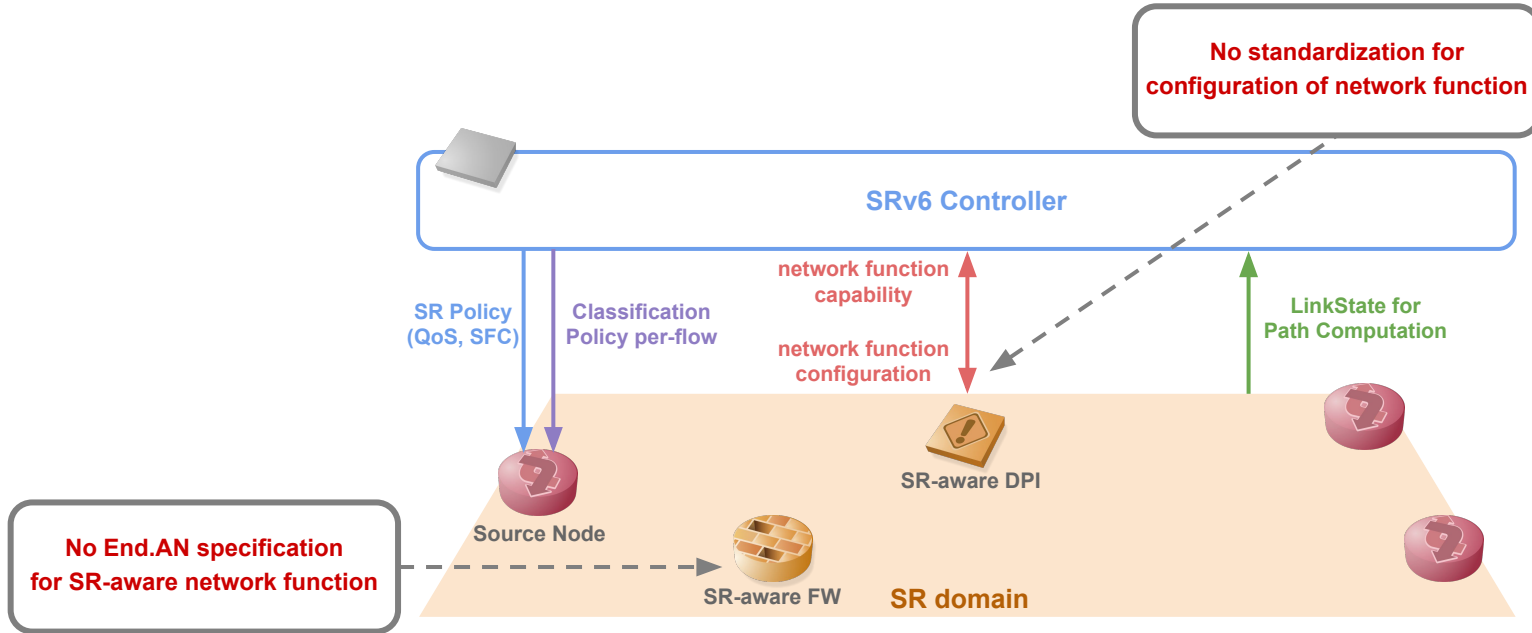 No standardization for
configuration of network function
SRv6 Controller
SR Policy
(QoS, SFC)
Classification
Policy per-flow
network function
capability
network function
configuration
LinkState for
Path Computation
SR-aware DPI
Source Node
No End.AN specification
for SR-aware network function
SR-aware FW
SR domain